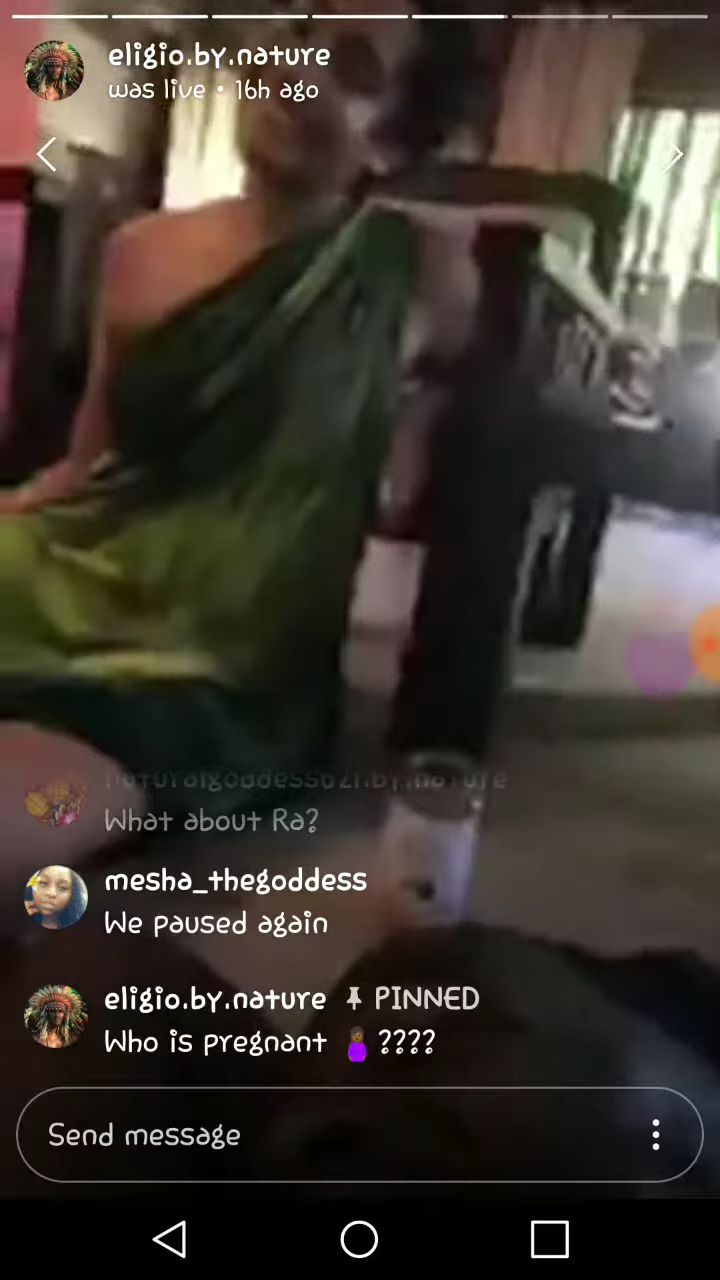 eligio.by.nature
was live • 16h ago
What about Ra?
mesha_thegoddess
We paused again
eligio.by.nature PINNED
Who is pregnant 🤰🏾????
Send message